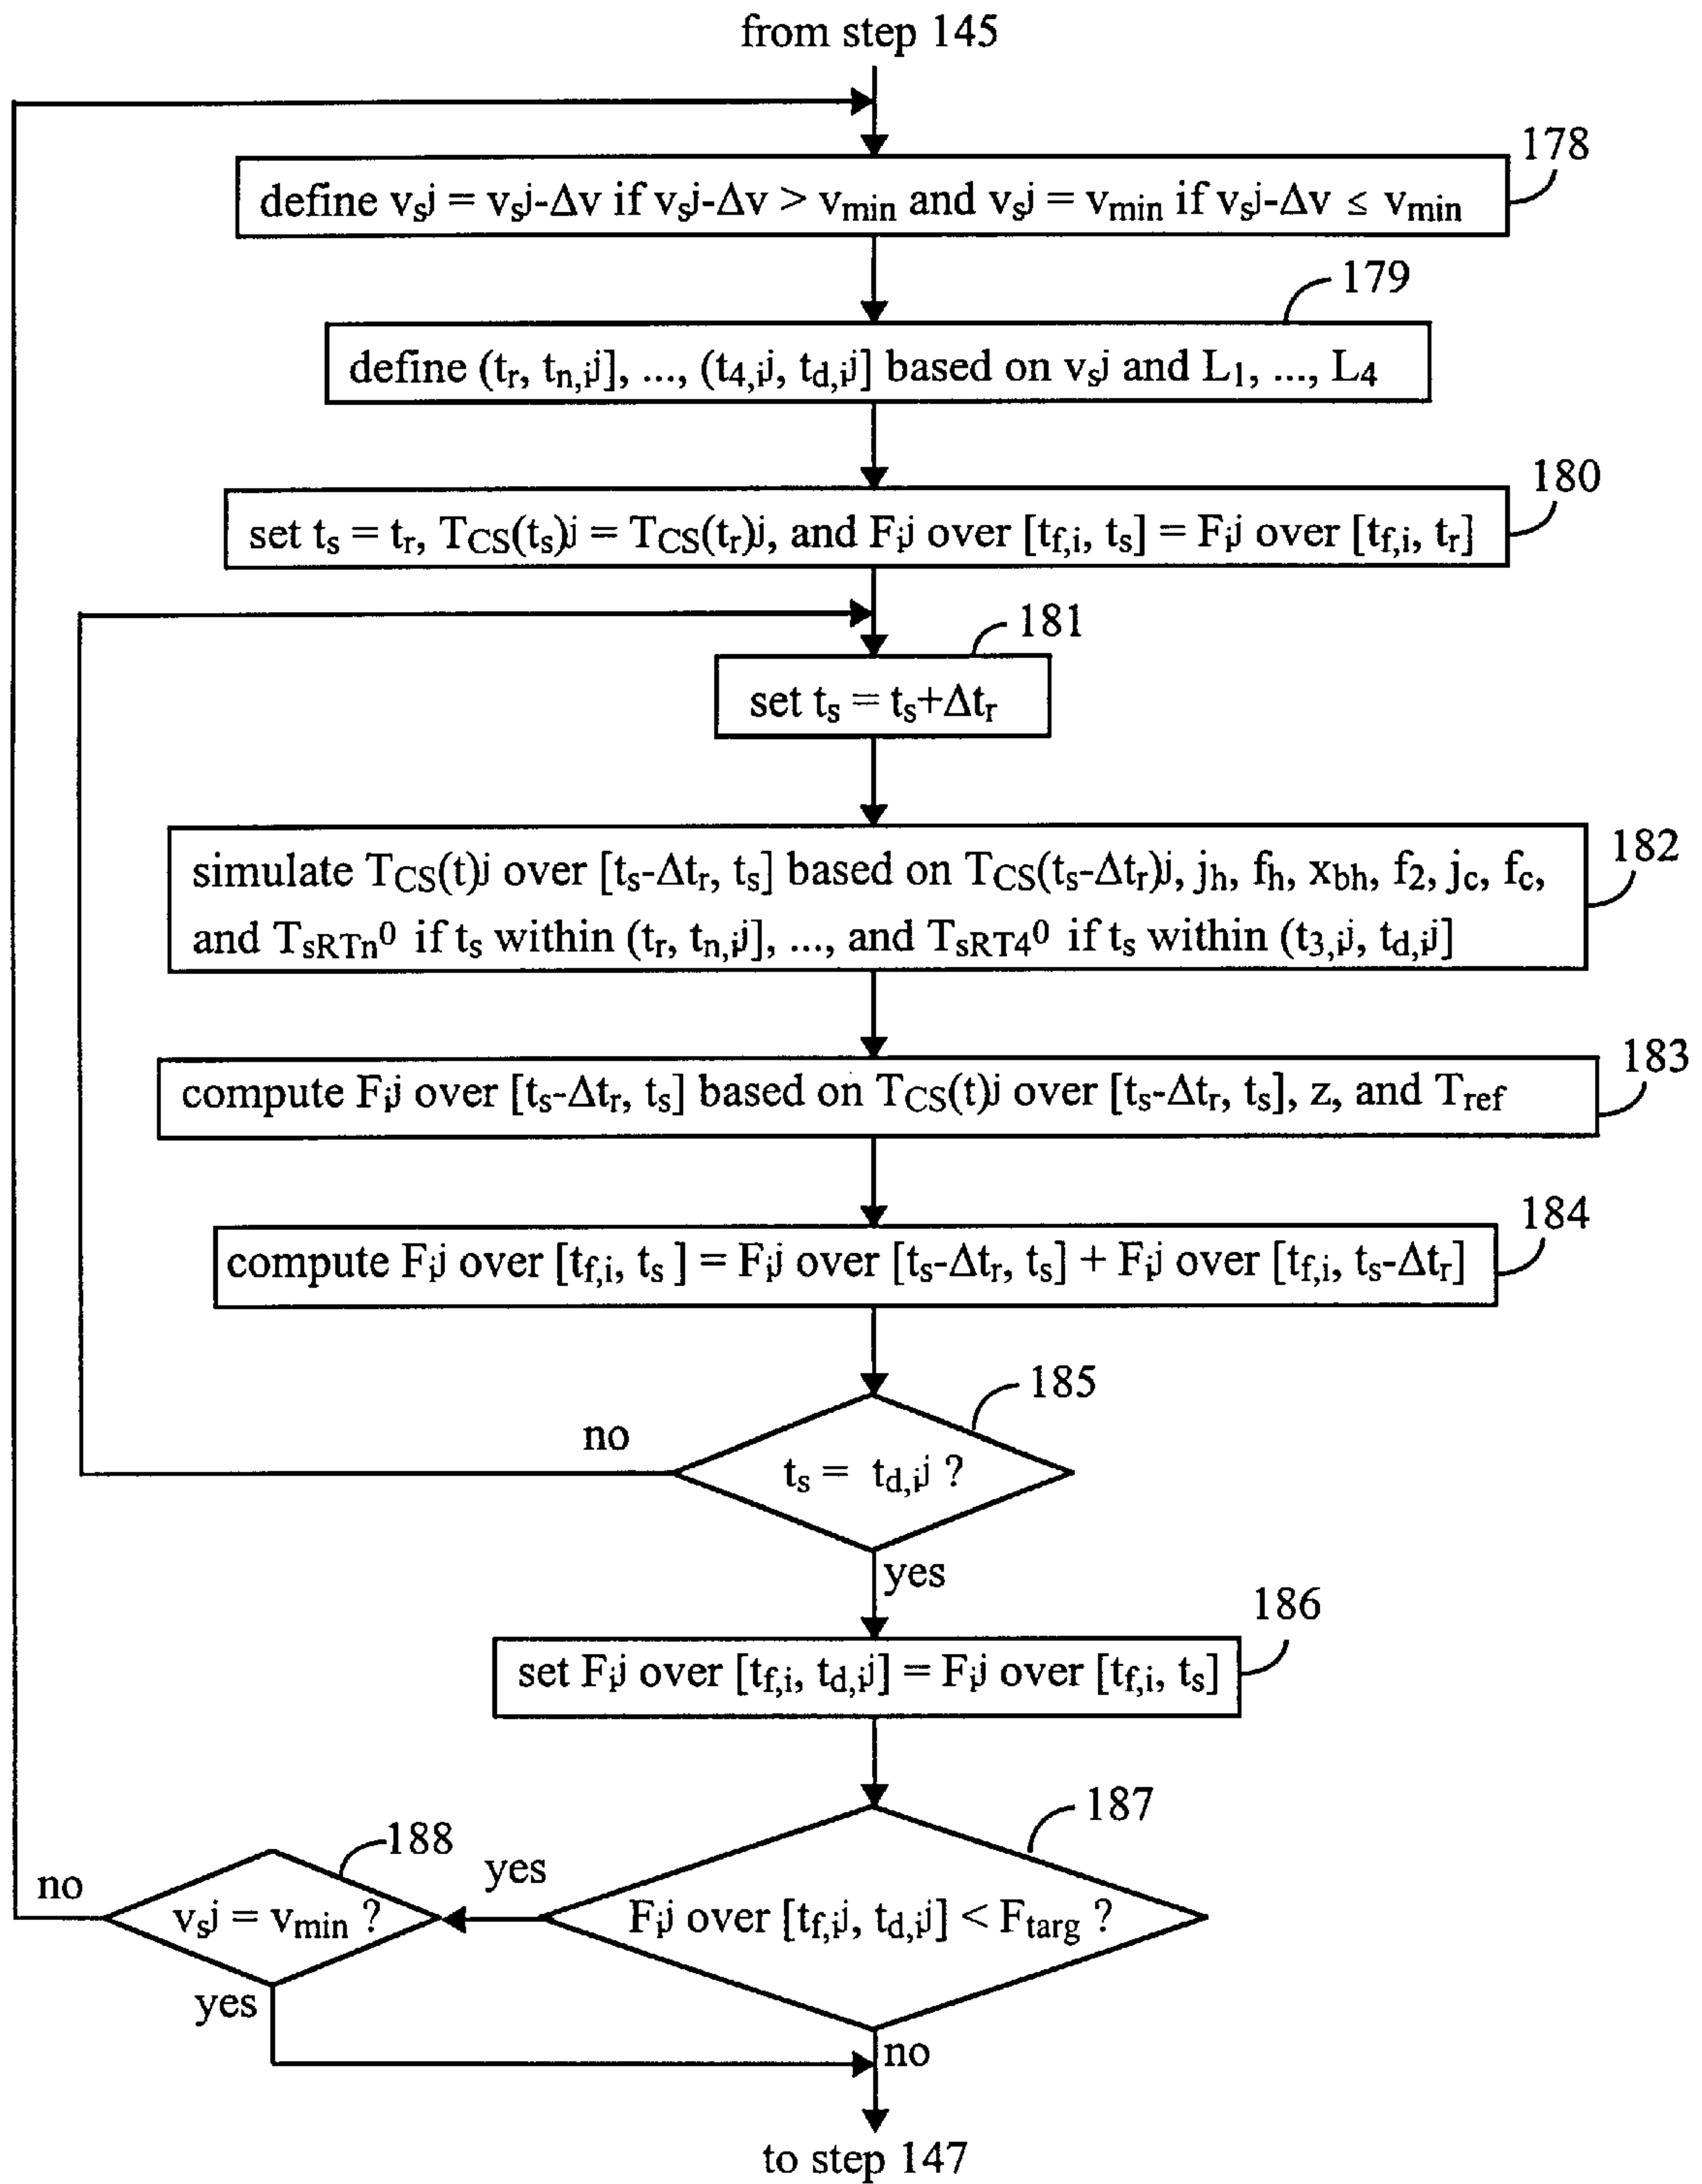 from step 145
178
define vsj = vsj-Δv if vsj-Δv > vmin and vsj = vmin if vsj-Δv ≤ vmin
179
define (tr, tn,ij], ..., (t4,ij, td,ij] based on vsj and L1, ..., L4
180
set ts = tr, TCS(ts)j = TCS(tr)j, and Fij over [tf,i, ts] = Fij over [tf,i, tr]
181
set ts = ts+Δtr
182
simulate TCS(t)j over [ts-Δtr, ts] based on TCS(ts-Δtr)j, jh, fh, xbh, f2, jc, fc,
and TsRTn0 if ts within (tr, tn,ij], ..., and TsRT40 if ts within (t3,ij, td,ij]
183
compute Fij over [ts-Δtr, ts] based on TCS(t)j over [ts-Δtr, ts], z, and Tref
184
compute Fij over [tf,i, ts ] = Fij over [ts-Δtr, ts] + Fij over [tf,i, ts-Δtr]
185
no
ts = td,ij ?
yes
186
set Fij over [tf,i, td,ij] = Fij over [tf,i, ts]
187
188
no
yes
vsj = vmin ?
Fij over [tf,ij, td,ij] < Ftarg ?
yes
no
to step 147